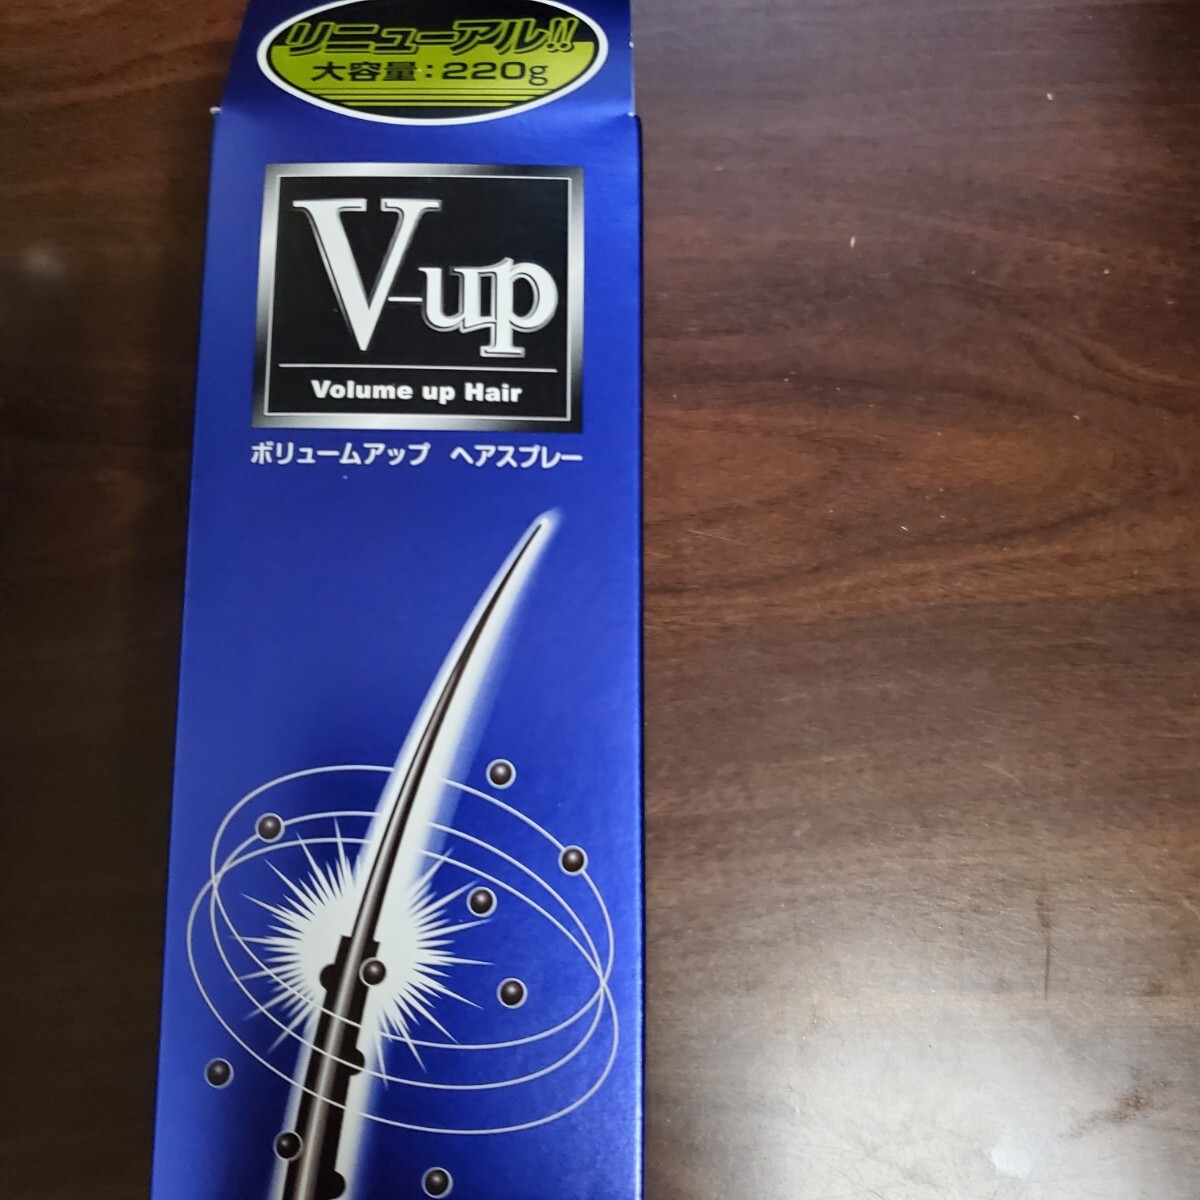 リニューアル!!
大容量：220g
V-up
Volume up Hair
ボリュームアップ ヘアスプレー